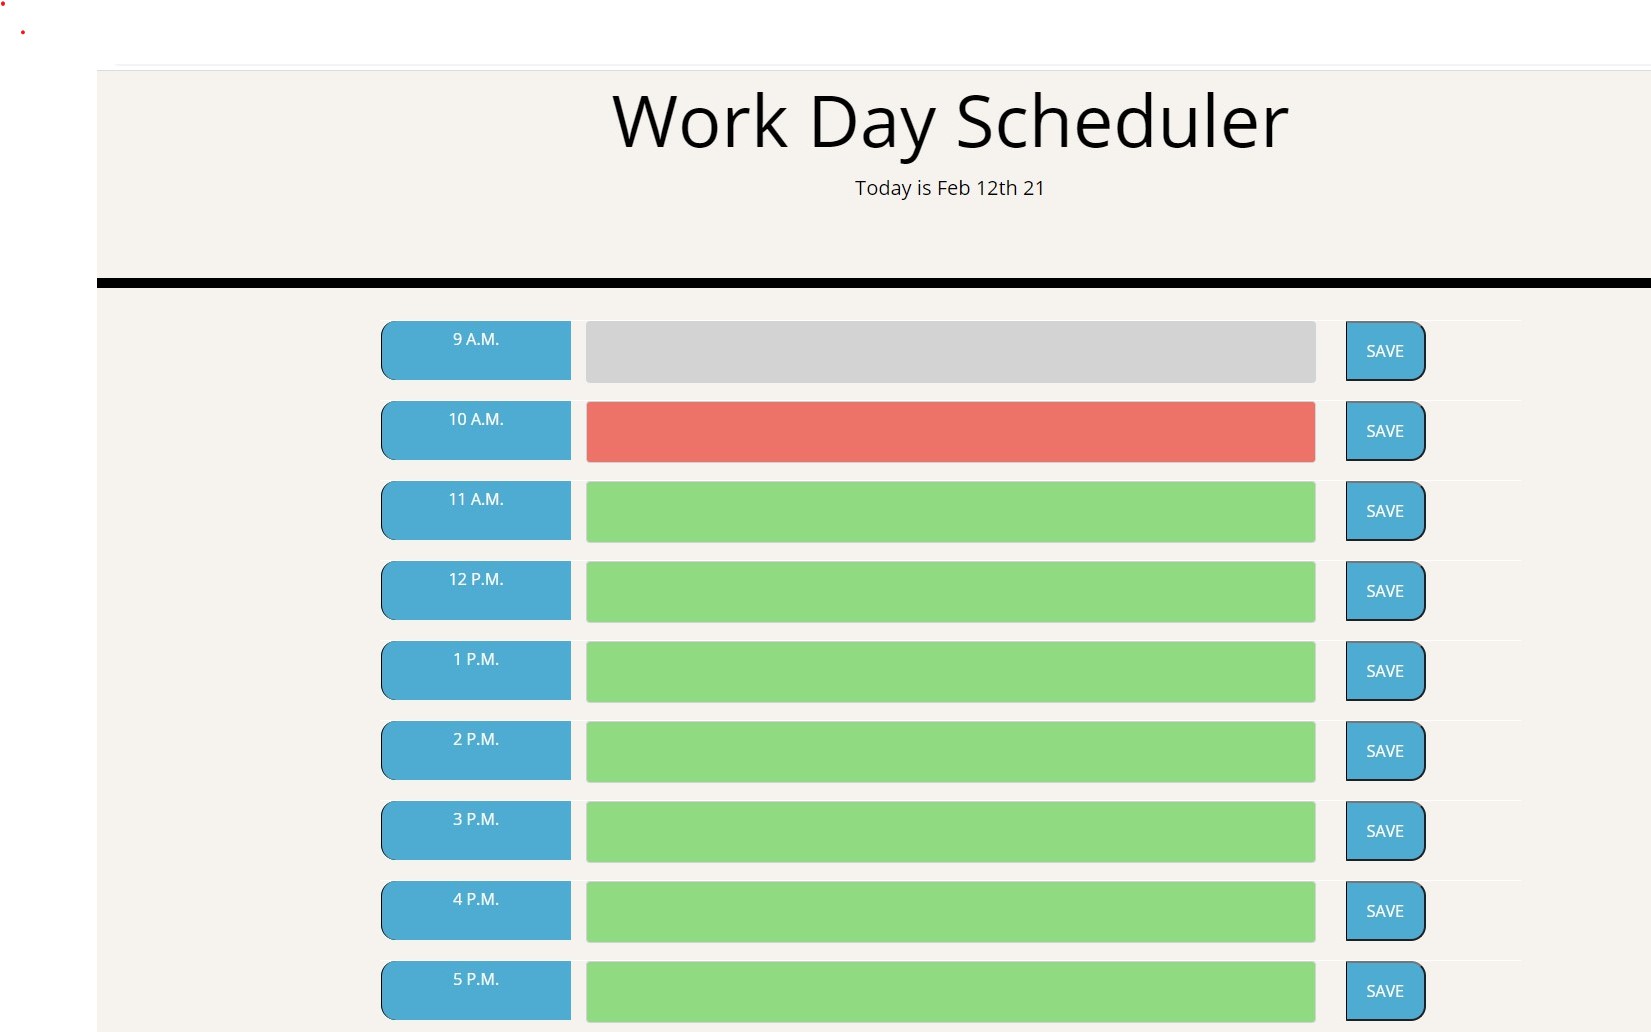 Work Day Scheduler
Today is Feb 12th 21
9 A.M. SAVE
10 A.M. SAVE
11 A.M. SAVE
12 P.M. SAVE
1 P.M. SAVE
2 P.M. SAVE
3 P.M. SAVE
4 P.M. SAVE
5 P.M. SAVE